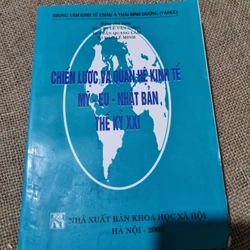 TRUNG TÂM KINH TẾ CHÂU Á THÁI BÌNH DƯƠNG (VAPEC)
CHIẾN LƯỢC VÀ QUAN HỆ KINH TẾ
MỸ - EU - NHẬT BẢN
THẾ KỶ XXI
NHÀ XUẤT BẢN KHOA HỌC XÃ HỘI
HÀ NỘI - 2002